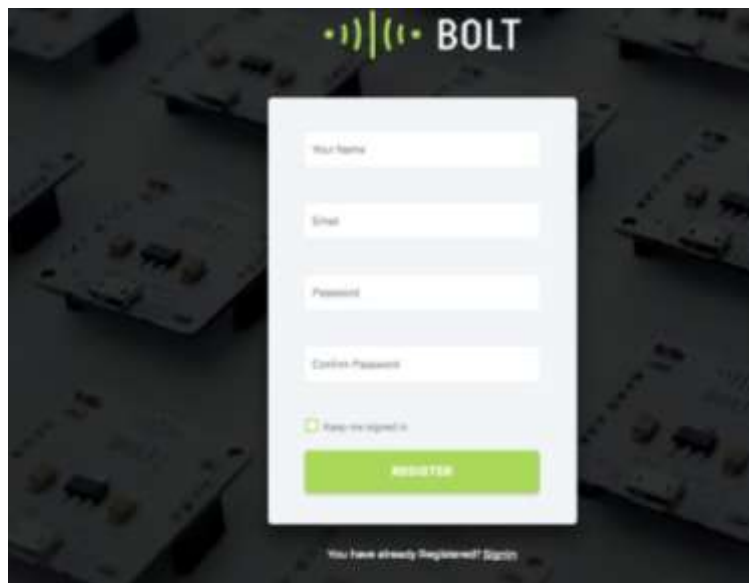 BOLT
Your Name
Email
Password
Confirm Password
Keep me signed in
REGISTER
You have already Registered? Signin